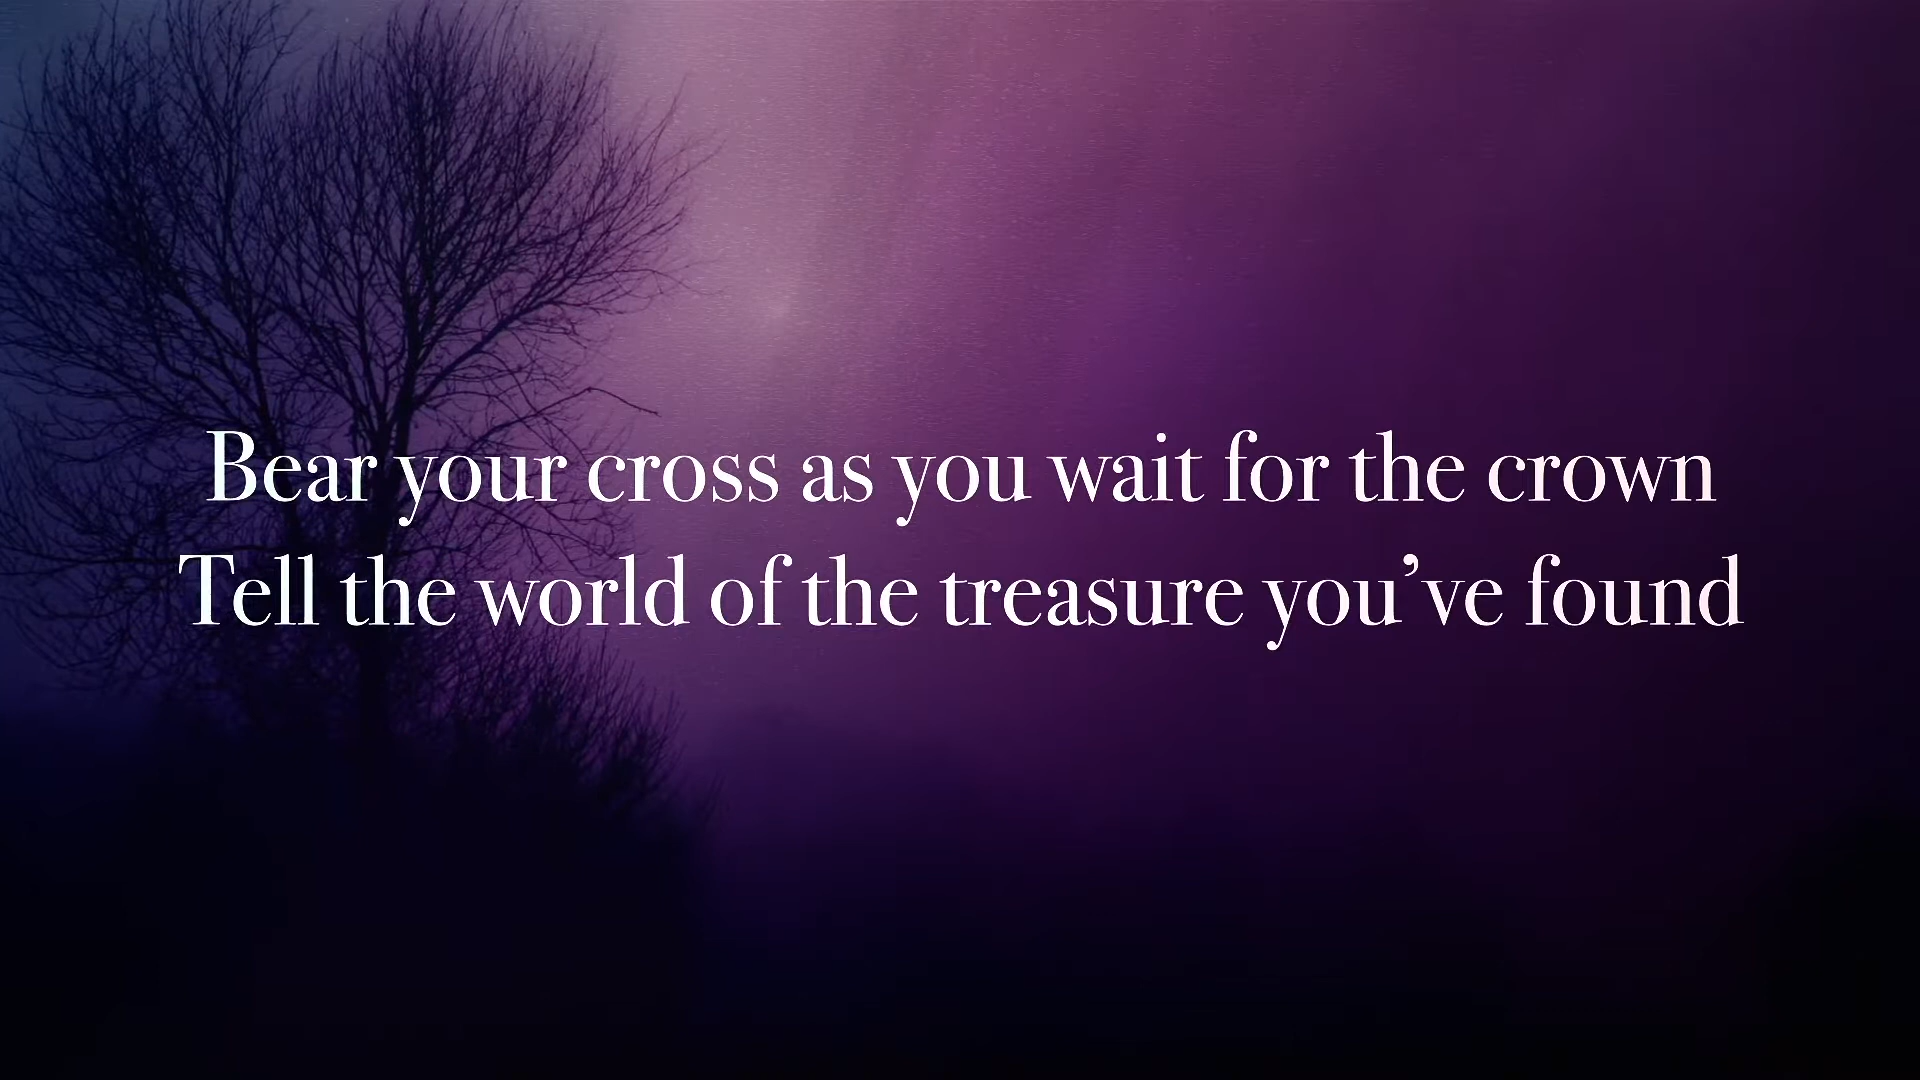 Bear your cross as you wait for the crown
Tell the world of the treasure you’ve found